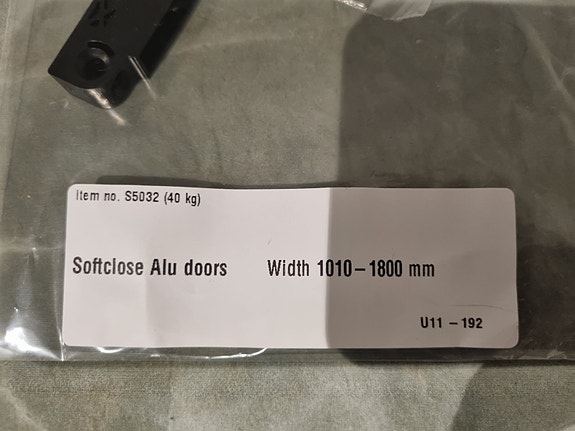 Item no. S5032 (40 kg)
Softclose Alu doors Width 1010–1800 mm
U11 – 192